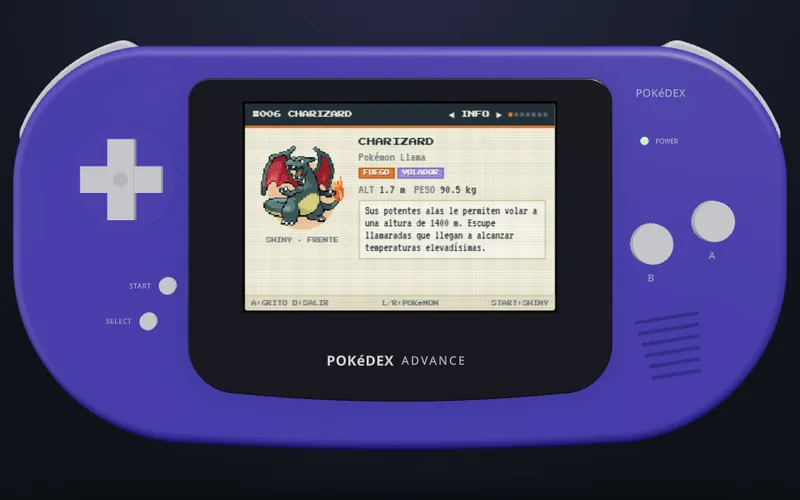 #006 CHARIZARD
◄ INFO ►
CHARIZARD
Pokémon Llama
FUEGO VOLADOR
ALT 1.7 m PESO 90.5 kg
Sus potentes alas le permiten volar a
una altura de 1400 m. Escupe
llamaradas que llegan a alcanzar
temperaturas elevadísimas.
SHINY · FRENTE
A:GRITO B:SALIR
L/R:POKéMON
START:SHINY
POKéDEX ADVANCE
POKéDEX
POWER
START
SELECT
A
B